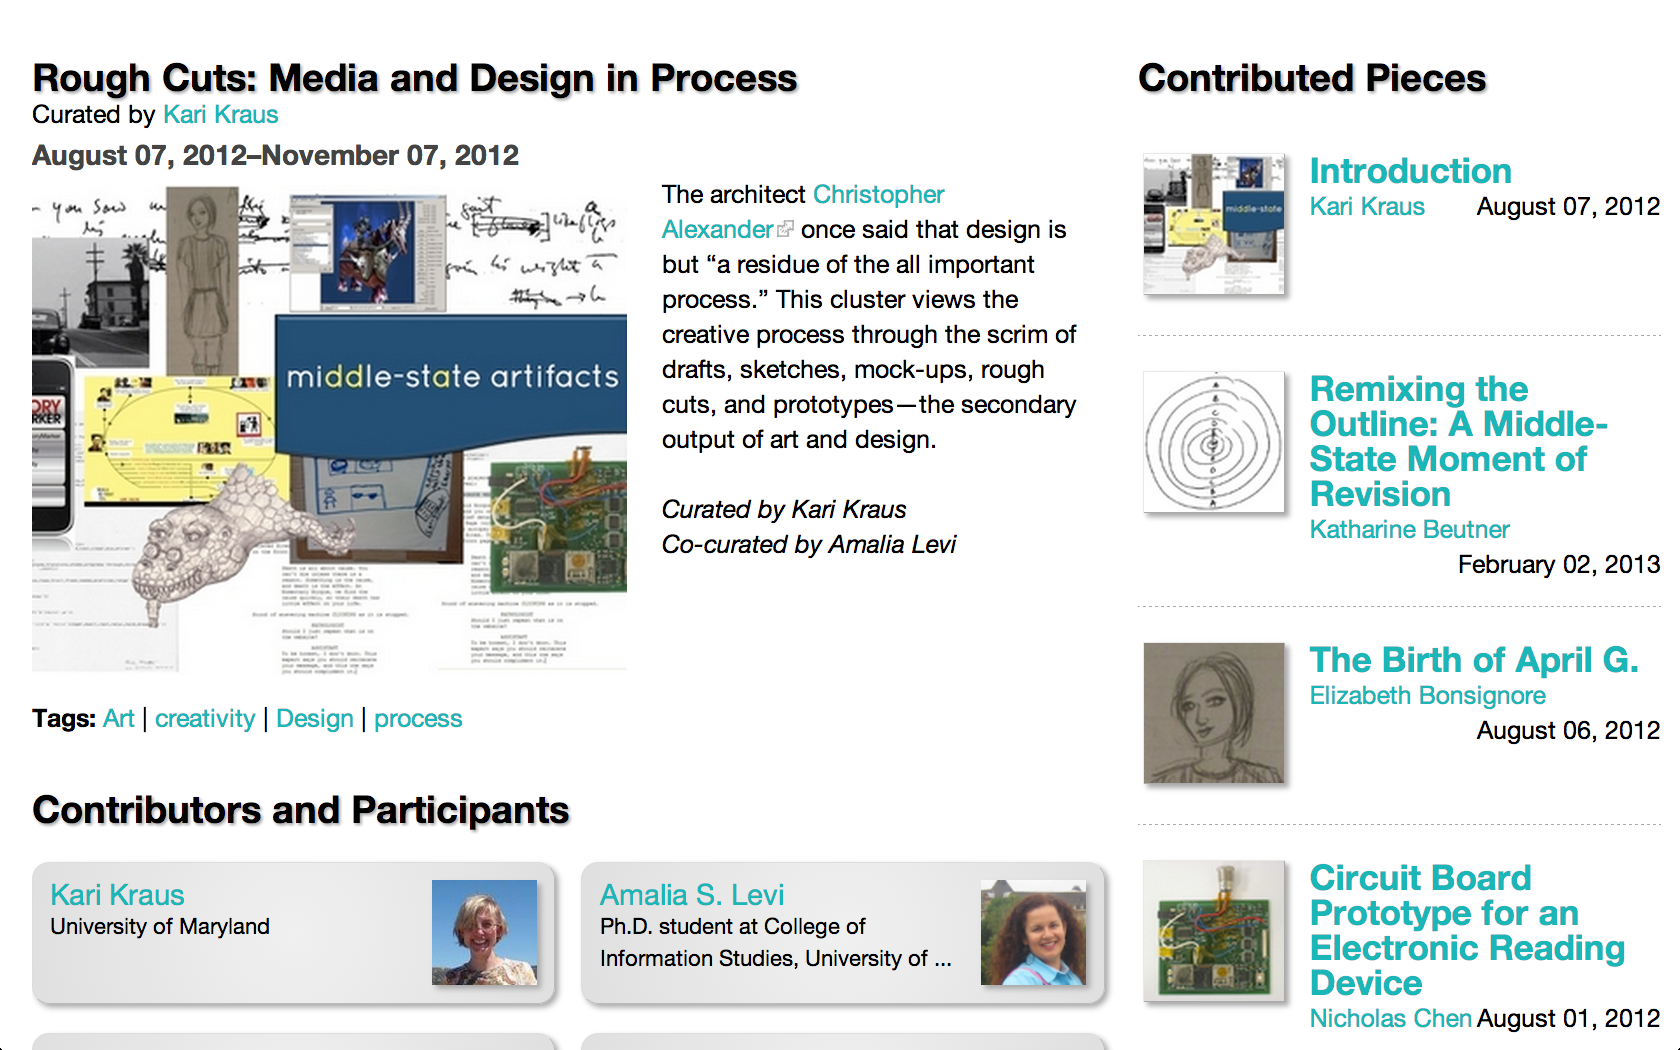 Rough Cuts: Media and Design in Process
Curated by Kari Kraus
August 07, 2012–November 07, 2012
you saw
middle-state artifacts
The architect Christopher
Alexander once said that design is
but “a residue of the all important
process.” This cluster views the
creative process through the scrim of
drafts, sketches, mock-ups, rough
cuts, and prototypes—the secondary
output of art and design.
Curated by Kari Kraus
Co-curated by Amalia Levi
Tags: Art | creativity | Design | process
Contributors and Participants
Kari Kraus
University of Maryland
Amalia S. Levi
Ph.D. student at College of
Information Studies, University of ...
Contributed Pieces
middle-state
Introduction
Kari Kraus August 07, 2012
Remixing the
Outline: A Middle-
State Moment of
Revision
Katharine Beutner
February 02, 2013
The Birth of April G.
Elizabeth Bonsignore
August 06, 2012
Circuit Board
Prototype for an
Electronic Reading
Device
Nicholas Chen August 01, 2012